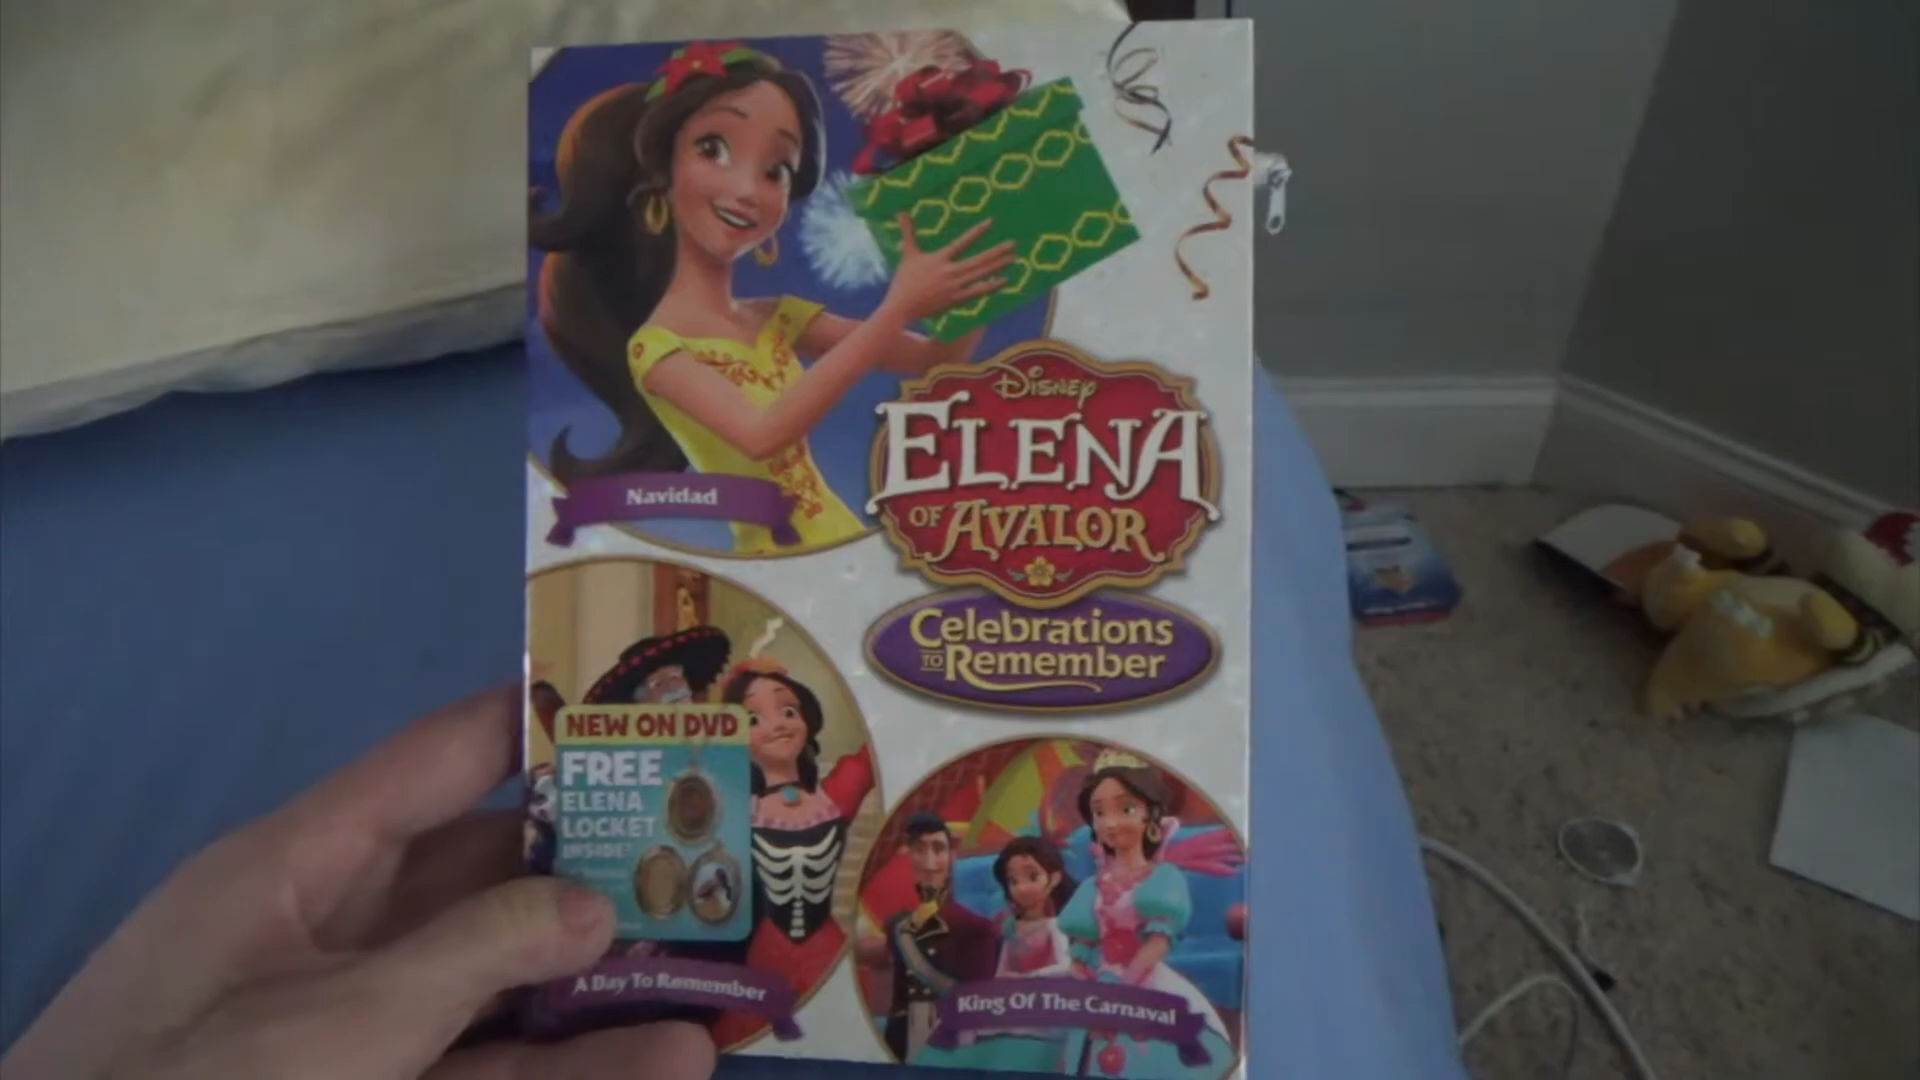 Navidad
Disney
ELENA
OF AVALOR
Celebrations
TO Remember
NEW ON DVD
FREE
ELENA
LOCKET
INSIDE!
A Day To Remember
King Of The Carnaval